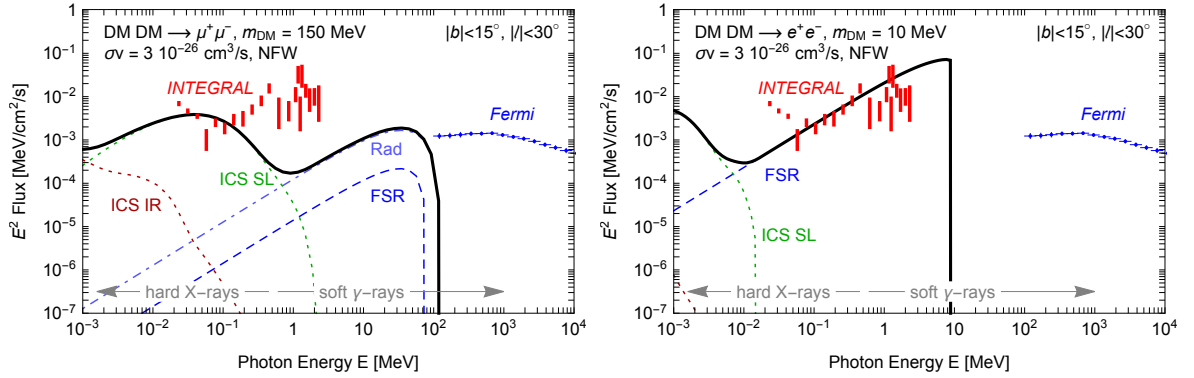 DM DM → μ⁺μ⁻, mDM = 150 MeV
σv = 3 10⁻²⁶ cm³/s, NFW
|b|<15°, |l|<30°
INTEGRAL
Fermi
Rad
ICS SL
FSR
ICS IR
hard X−rays
soft γ−rays
10¹
1
10⁻¹
10⁻²
10⁻³
10⁻⁴
10⁻⁵
10⁻⁶
10⁻⁷
E² Flux [MeV/cm²/s]
10⁻³ 10⁻² 10⁻¹ 1 10 10² 10³ 10⁴
Photon Energy E [MeV]
DM DM → e⁺e⁻, mDM = 10 MeV
σv = 3 10⁻²⁶ cm³/s, NFW
|b|<15°, |l|<30°
INTEGRAL
Fermi
FSR
ICS SL
hard X−rays
soft γ−rays
10¹
1
10⁻¹
10⁻²
10⁻³
10⁻⁴
10⁻⁵
10⁻⁶
10⁻⁷
E² Flux [MeV/cm²/s]
10⁻³ 10⁻² 10⁻¹ 1 10 10² 10³ 10⁴
Photon Energy E [MeV]